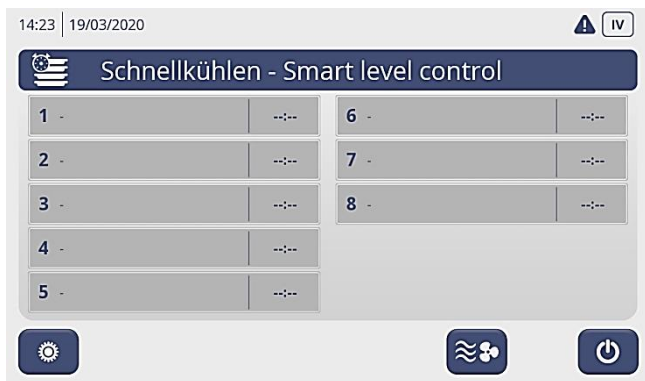 14:23 19/03/2020 IV
Schnellkühlen - Smart level control
1 - --:--
2 - --:--
3 - --:--
4 - --:--
5 - --:--
6 - --:--
7 - --:--
8 - --:--